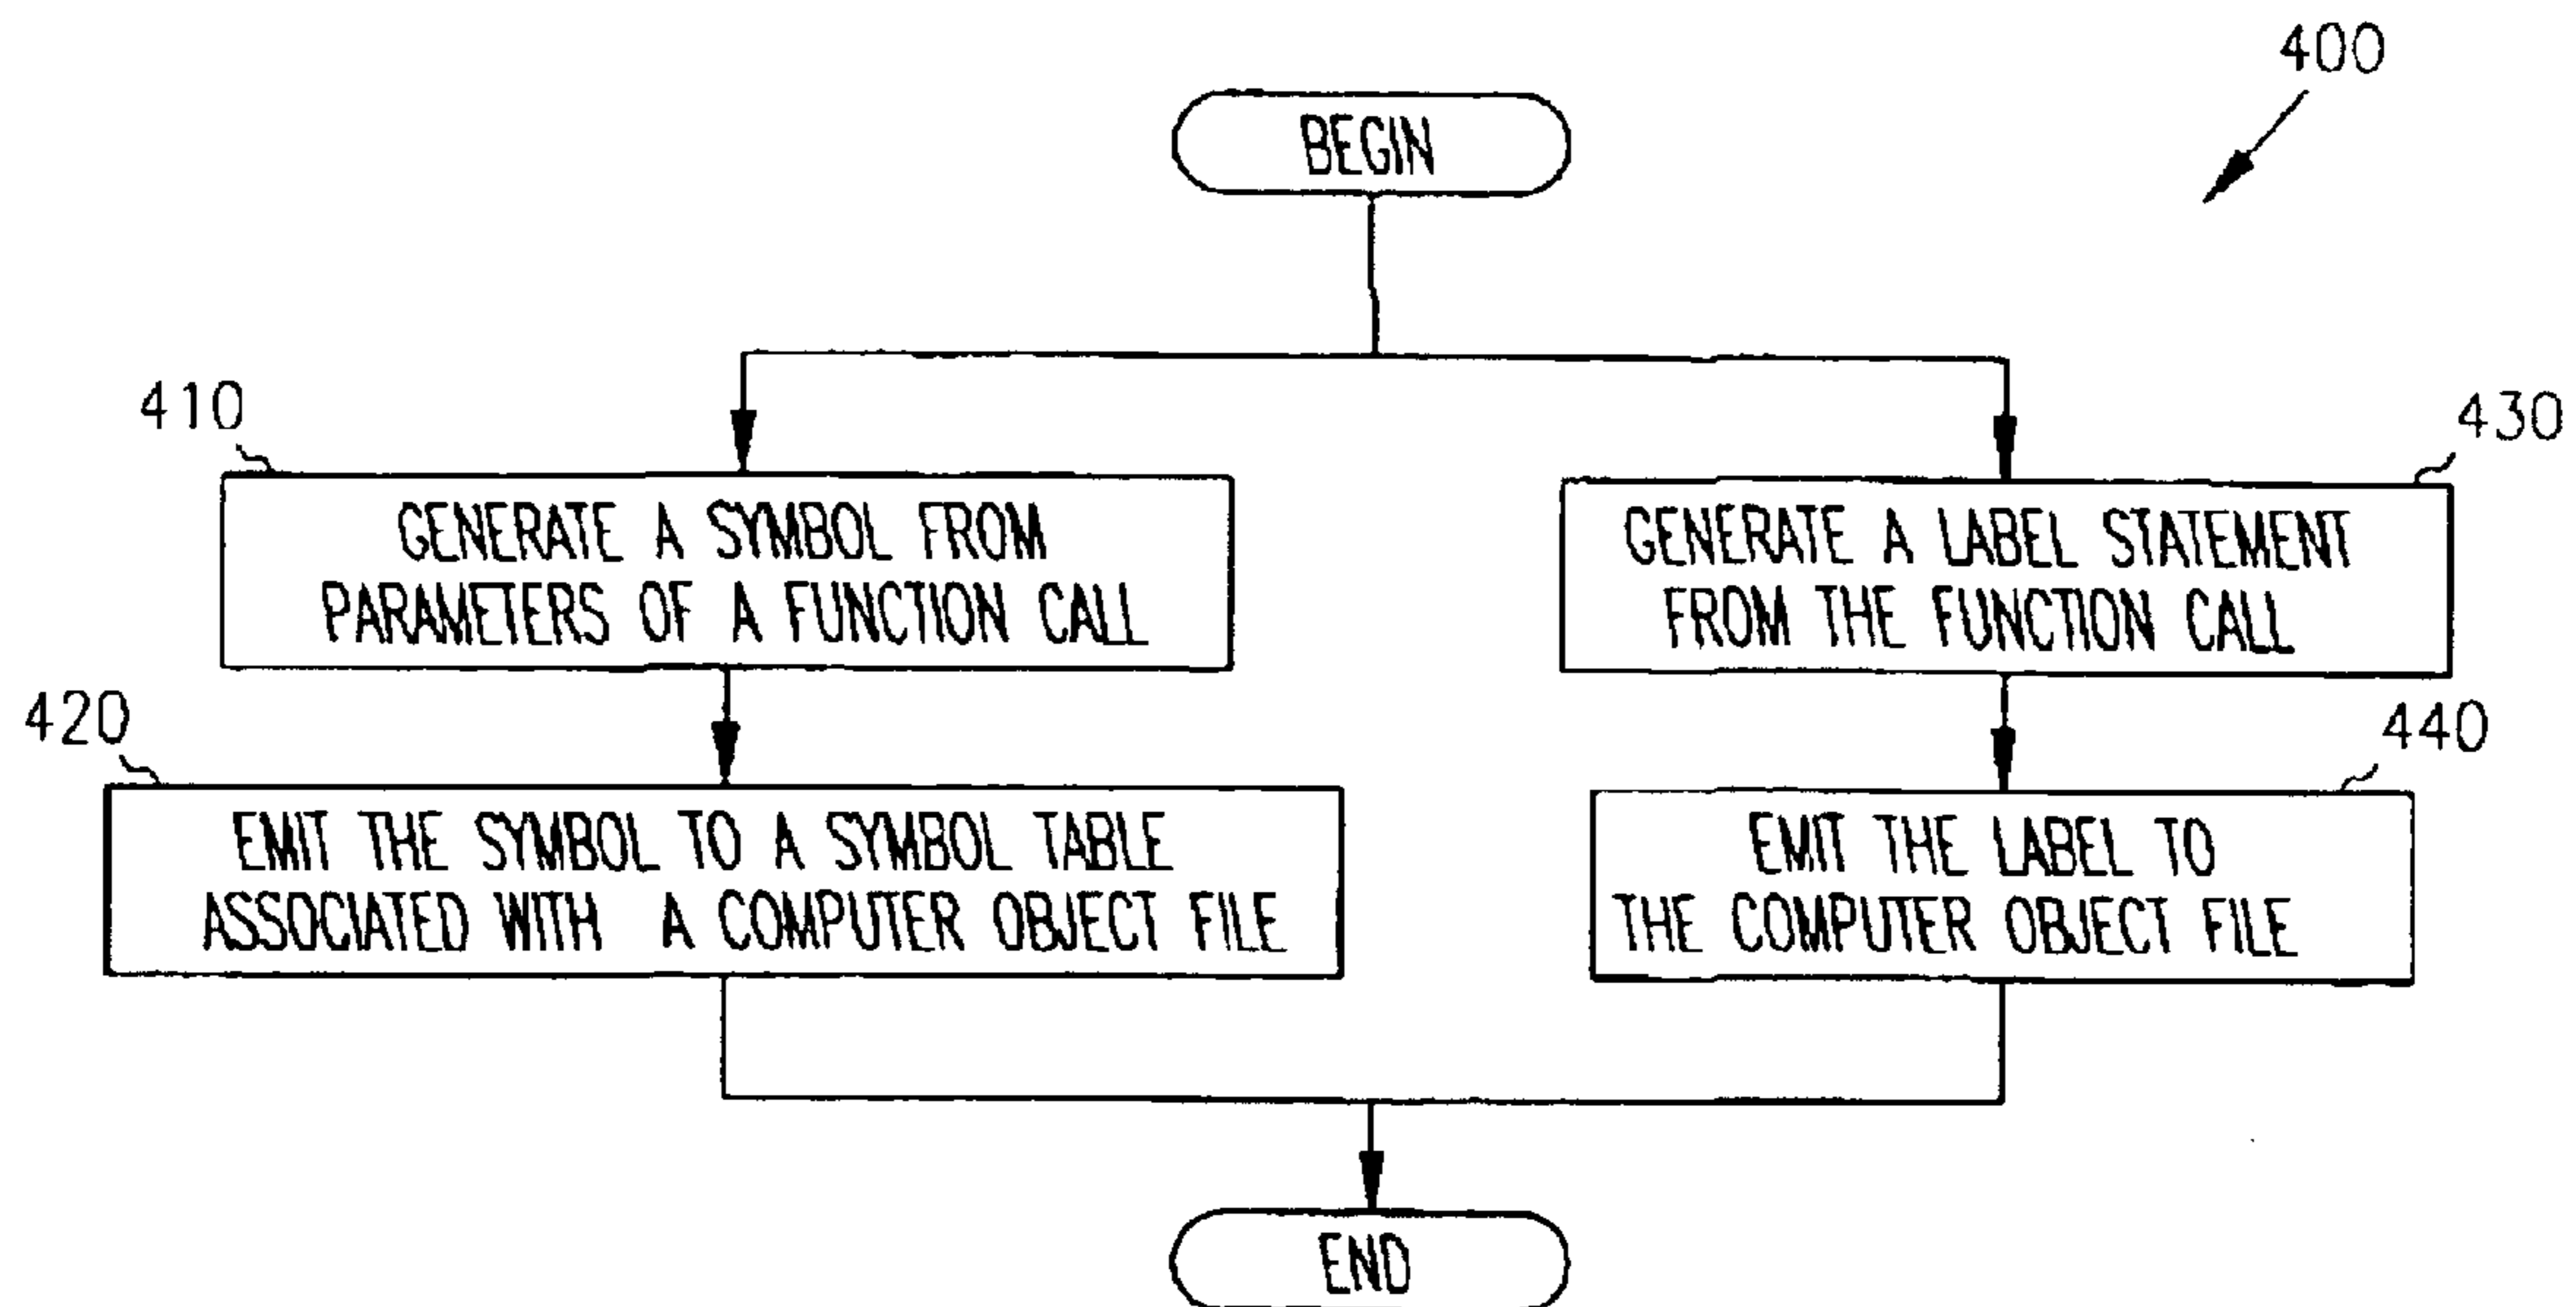 400
BEGIN
410
GENERATE A SYMBOL FROM
PARAMETERS OF A FUNCTION CALL
430
GENERATE A LABEL STATEMENT
FROM THE FUNCTION CALL
420
EMIT THE SYMBOL TO A SYMBOL TABLE
ASSOCIATED WITH A COMPUTER OBJECT FILE
440
EMIT THE LABEL TO
THE COMPUTER OBJECT FILE
END